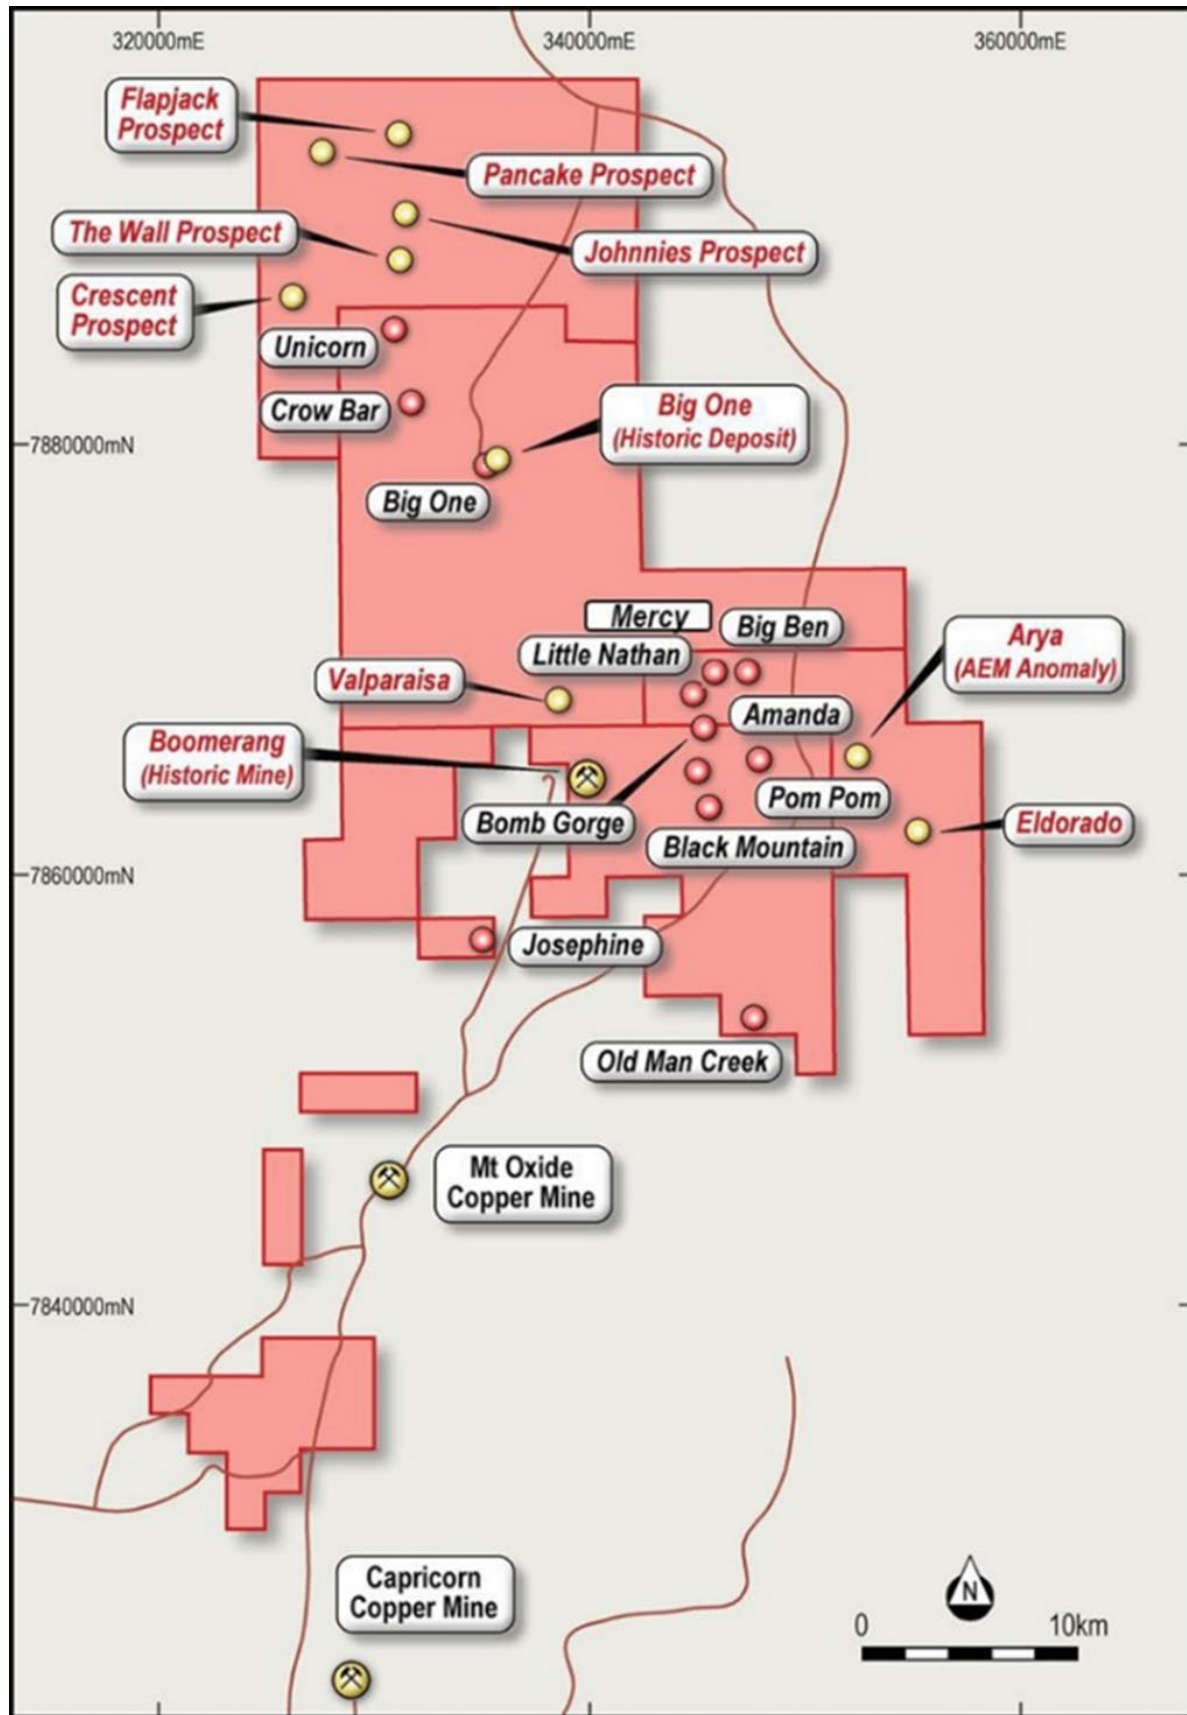 320000mE
340000mE
360000mE
Flapjack
Prospect
Pancake Prospect
The Wall Prospect
Johnnies Prospect
Crescent
Prospect
Unicorn
Crow Bar
Big One
(Historic Deposit)
7880000mN
Big One
Mercy
Big Ben
Little Nathan
Arya
(AEM Anomaly)
Valparaisa
Amanda
Boomerang
(Historic Mine)
Pom Pom
Bomb Gorge
Eldorado
Black Mountain
7860000mN
Josephine
Old Man Creek
Mt Oxide
Copper Mine
7840000mN
Capricorn
Copper Mine
N
0
10km